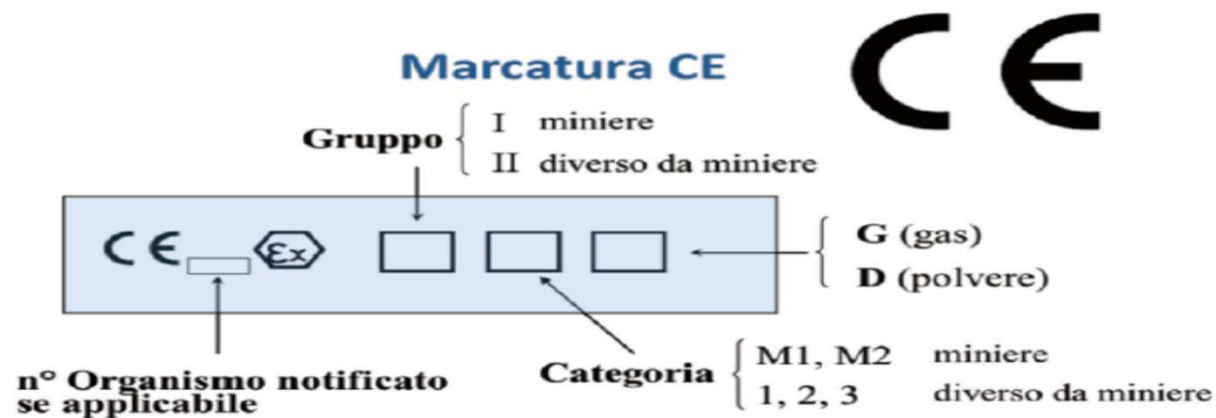 Marcatura CE
CE
Gruppo
I miniere
II diverso da miniere
CE Ex
G (gas)
D (polvere)
n° Organismo notificato
se applicabile
Categoria
M1, M2 miniere
1, 2, 3 diverso da miniere